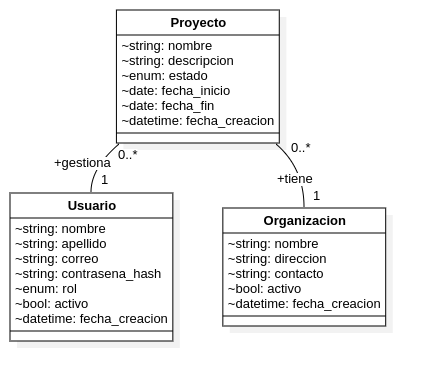 Proyecto
~string: nombre
~string: descripcion
~enum: estado
~date: fecha_inicio
~date: fecha_fin
~datetime: fecha_creacion
+gestiona
0..*
1
0..*
+tiene
1
Usuario
~string: nombre
~string: apellido
~string: correo
~string: contrasena_hash
~enum: rol
~bool: activo
~datetime: fecha_creacion
Organizacion
~string: nombre
~string: direccion
~string: contacto
~bool: activo
~datetime: fecha_creacion